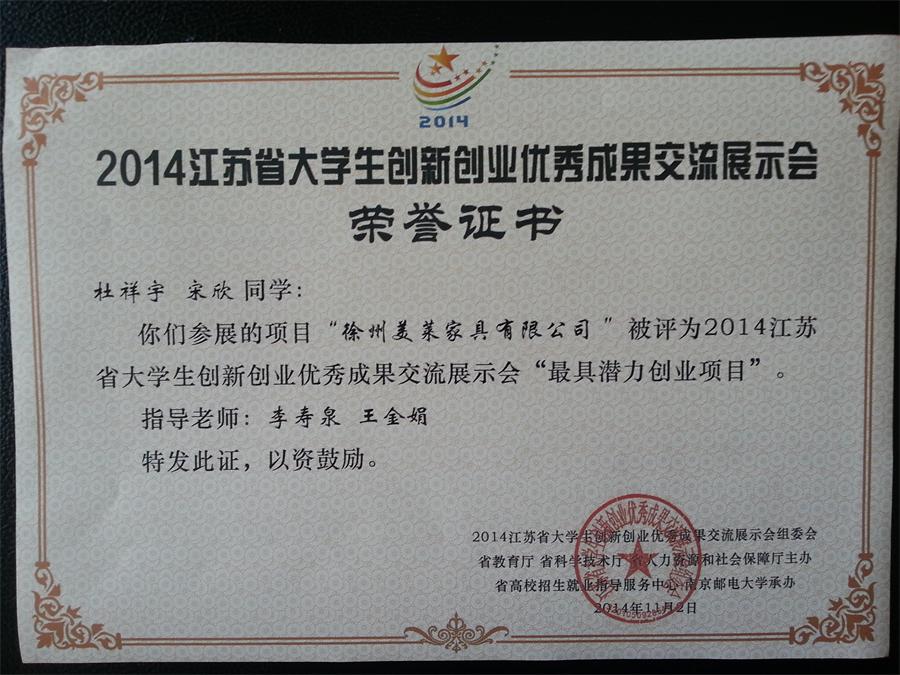 2014
2014江苏省大学生创新创业优秀成果交流展示会
荣誉证书
杜祥宇 宋欣 同学：
你们参展的项目“徐州美莱家具有限公司”被评为2014江苏
省大学生创新创业优秀成果交流展示会“最具潜力创业项目”。
指导老师：李寿泉 王金娟
特发此证，以资鼓励。
2014江苏省大学生创新创业优秀成果交流展示会组委会
省教育厅 省科学技术厅 省人力资源和社会保障厅主办
省高校招生就业指导服务中心 南京邮电大学承办
2014年11月2日